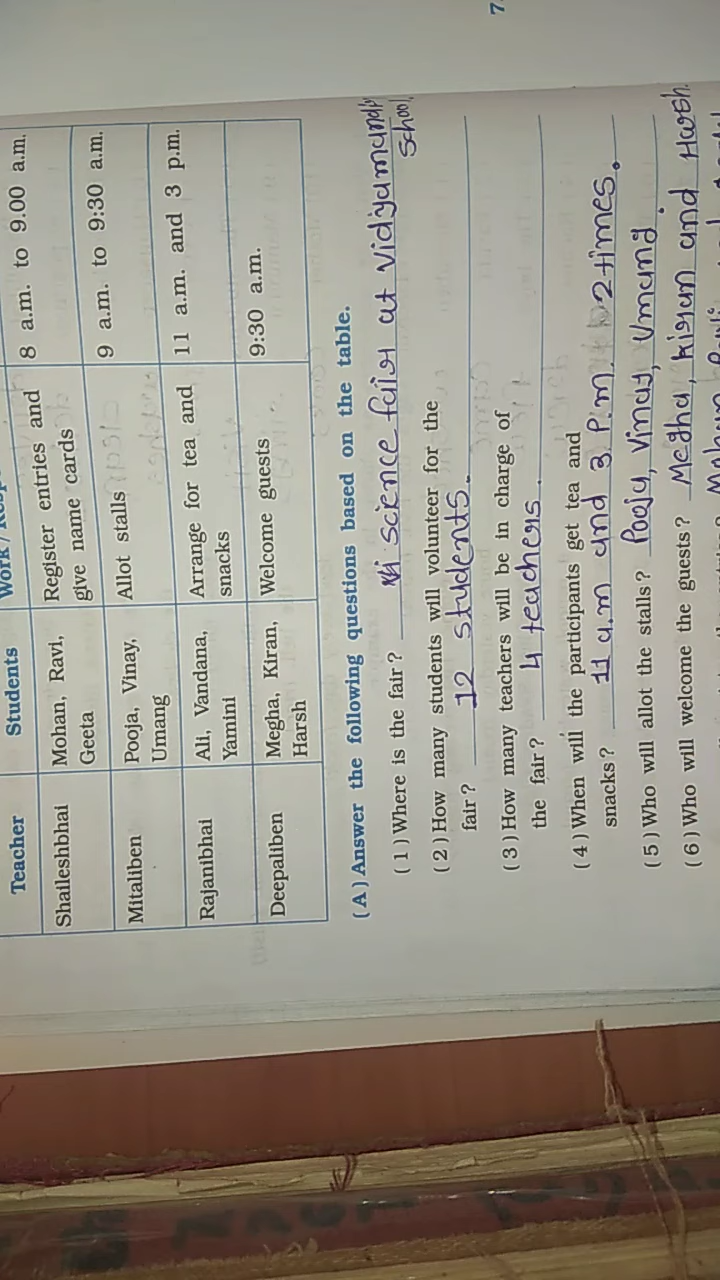 Teacher Students Work / Resp
Shaileshbhai Mohan, Ravi, Register entries and 8 a.m. to 9.00 a.m.
Geeta give name cards
Mitaliben Pooja, Vinay, Allot stalls 9 a.m. to 9:30 a.m.
Umang
Rajanibhai Ali, Vandana, Arrange for tea and 11 a.m. and 3 p.m.
Yamini snacks
Deepaliben Megha, Kiran, Welcome guests 9:30 a.m.
Harsh
(A) Answer the following questions based on the table.
(1) Where is the fair? science fair at vidyamandir
school
(2) How many students will volunteer for the
fair? 12 students.
(3) How many teachers will be in charge of
the fair? 4 teachers.
(4) When will the participants get tea and
snacks? 11 a.m and 3 P.m. 2 times.
(5) Who will allot the stalls? Pooja, Vinay, Umang.
(6) Who will welcome the guests? Megha, kiran and Harsh.
7